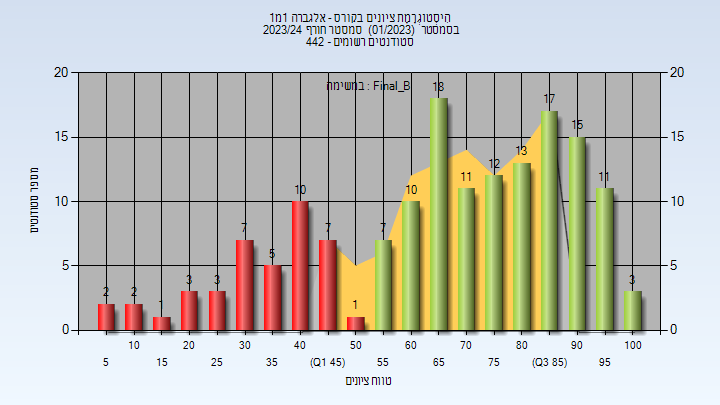 היסטוגרמת ציונים בקורס - אלגברה 1מ1
בסמסטר (01/2023) סמסטר חורף 2023/24
סטודנטים רשומים - 442
במשימה : Final_B
20 20
15 15
10 10
5 5
0 0
מספר סטודנטים
2 2 1 3 3 7 5 10 7 1 7 10 18 11 12 13 17 15 11 3
10 20 30 40 50 60 70 80 90 100
5 15 25 35 (Q1 45) 55 65 75 (Q3 85) 95
טווח ציונים